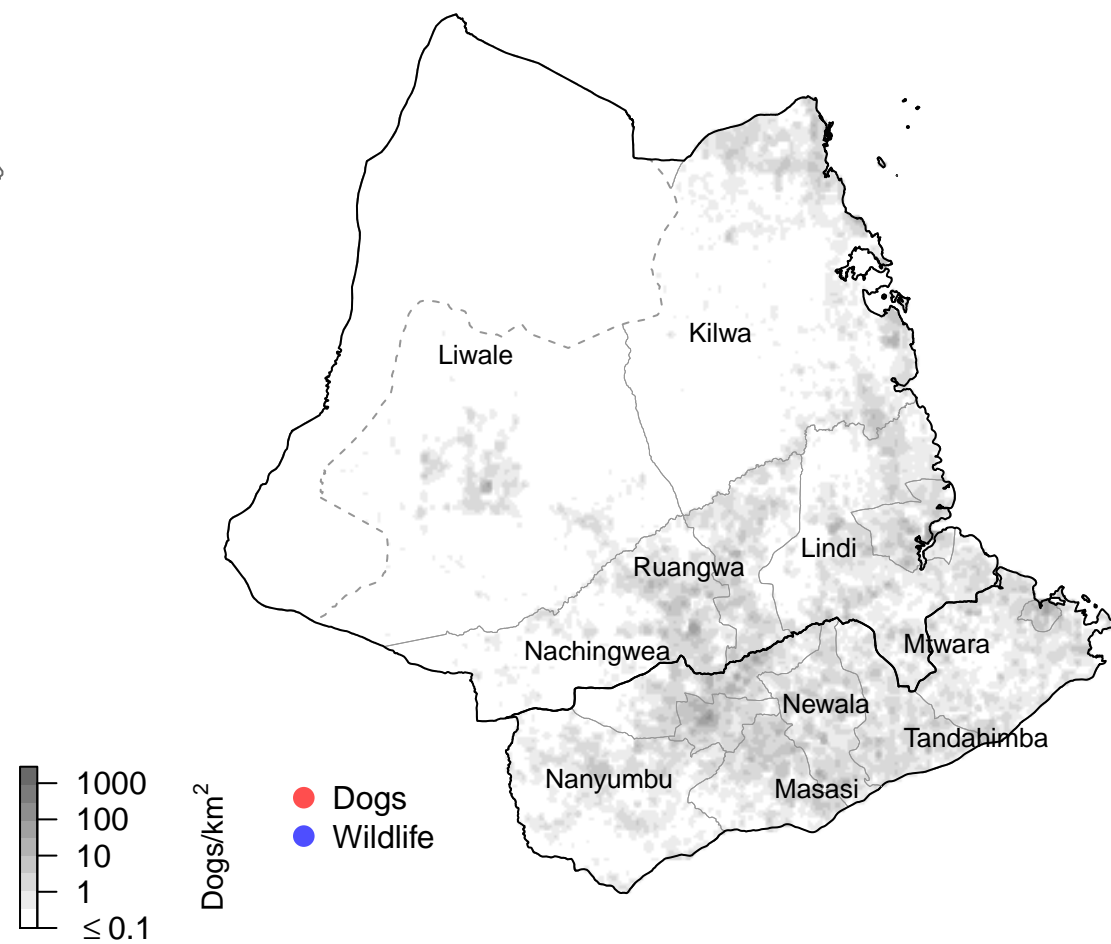 Kilwa
Liwale
Lindi
Ruangwa
Mtwara
Nachingwea
Newala
Tandahimba
Nanyumbu
Masasi
1000
100
10
1
≤ 0.1
Dogs/km²
Dogs
Wildlife